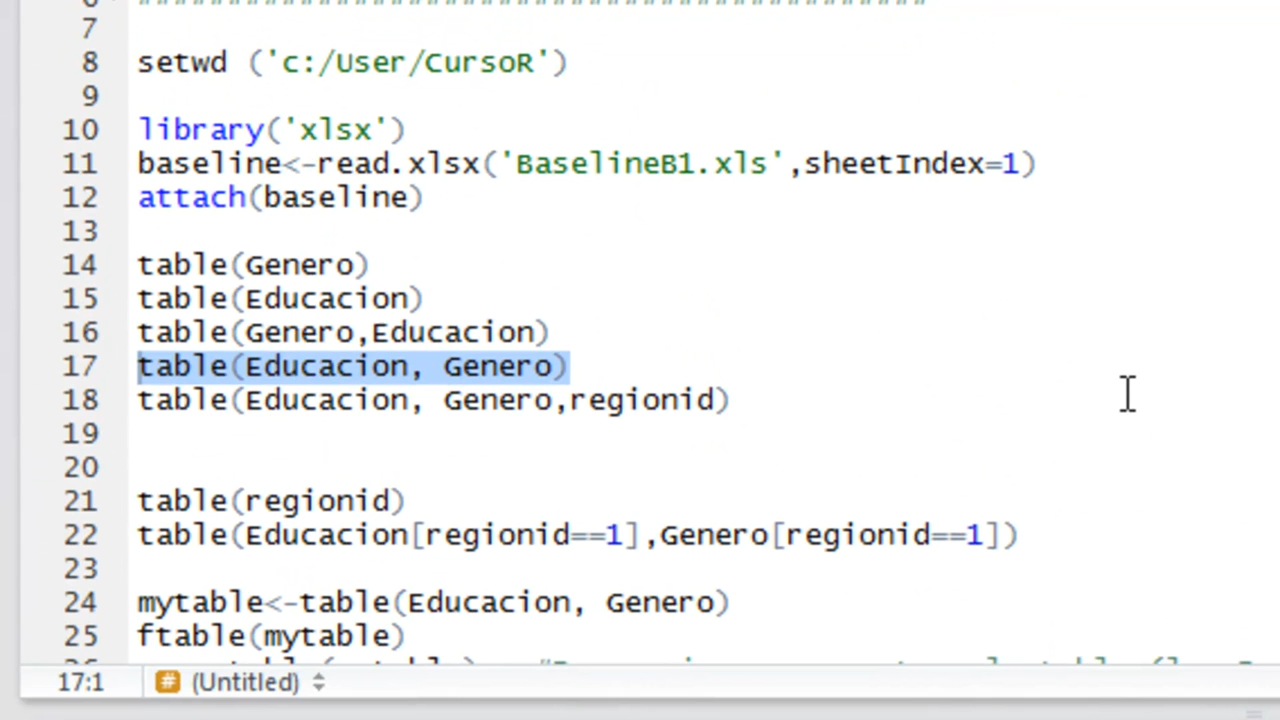 7
8 setwd ('c:/User/CursoR')
9
10 library('xlsx')
11 baseline<-read.xlsx('BaselineB1.xls',sheetIndex=1)
12 attach(baseline)
13
14 table(Genero)
15 table(Educacion)
16 table(Genero,Educacion)
17 table(Educacion, Genero)
18 table(Educacion, Genero,regionid)
19
20
21 table(regionid)
22 table(Educacion[regionid==1],Genero[regionid==1])
23
24 mytable<-table(Educacion, Genero)
25 ftable(mytable)
17:1 # (Untitled)